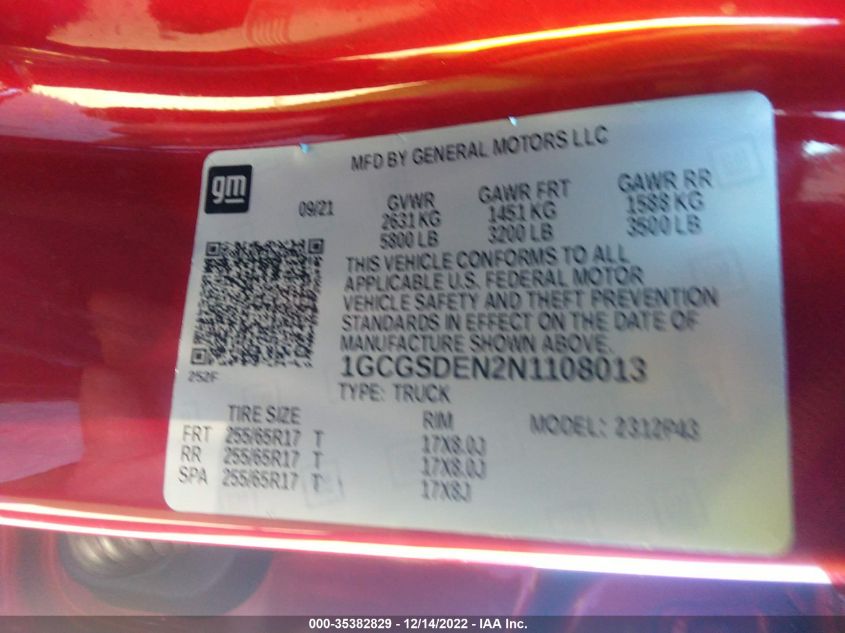 MFD BY GENERAL MOTORS LLC
gm
09/21
GVWR GAWR FRT GAWR RR
2631 KG 1451 KG 1588 KG
5800 LB 3200 LB 3500 LB
THIS VEHICLE CONFORMS TO ALL
APPLICABLE U.S. FEDERAL MOTOR
VEHICLE SAFETY AND THEFT PREVENTION
STANDARDS IN EFFECT ON THE DATE OF
MANUFACTURE SHOWN ABOVE.
252F
1GCGSDEN2N1108013
TYPE: TRUCK
TIRE SIZE RIM MODEL: 2312P43
FRT 255/65R17 T 17X8.0J
RR 255/65R17 T 17X8.0J
SPA 255/65R17 T 17X8J
000-35382829 - 12/14/2022 - IAA Inc.